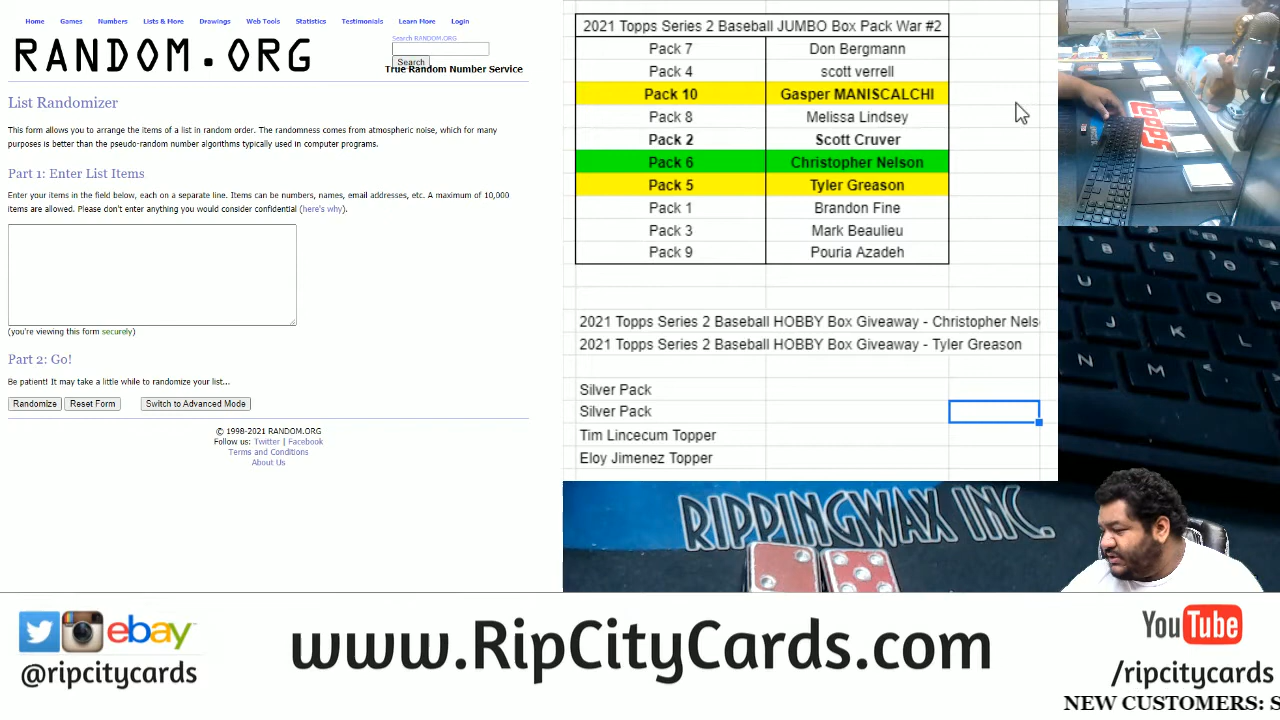 Home Games Numbers Lists & More Drawings Web Tools Statistics Testimonials Learn More Login
RANDOM.ORG
Search RANDOM.ORG
Search
True Random Number Service
List Randomizer
This form allows you to arrange the items of a list in random order. The randomness comes from atmospheric noise, which for many
purposes is better than the pseudo-random number algorithms typically used in computer programs.
Part 1: Enter List Items
Enter your items in the field below, each on a separate line. Items can be numbers, names, email addresses, etc. A maximum of 10,000
items are allowed. Please don't enter anything you would consider confidential (here's why).
(you're viewing this form securely)
Part 2: Go!
Be patient! It may take a little while to randomize your list...
Randomize Reset Form Switch to Advanced Mode
© 1998-2021 RANDOM.ORG
Follow us: Twitter | Facebook
Terms and Conditions
About Us
2021 Topps Series 2 Baseball JUMBO Box Pack War #2
Pack 7 Don Bergmann
Pack 4 scott verrell
Pack 10 Gasper MANISCALCHI
Pack 8 Melissa Lindsey
Pack 2 Scott Cruver
Pack 6 Christopher Nelson
Pack 5 Tyler Greason
Pack 1 Brandon Fine
Pack 3 Mark Beaulieu
Pack 9 Pouria Azadeh
2021 Topps Series 2 Baseball HOBBY Box Giveaway - Christopher Nels
2021 Topps Series 2 Baseball HOBBY Box Giveaway - Tyler Greason
Silver Pack
Silver Pack
Tim Lincecum Topper
Eloy Jimenez Topper
topps
U I O
J K L
N M
RIPPINGWAX INC.
ebay
@ripcitycards
www.RipCityCards.com
YouTube
/ripcitycards
NEW CUSTOMERS: S